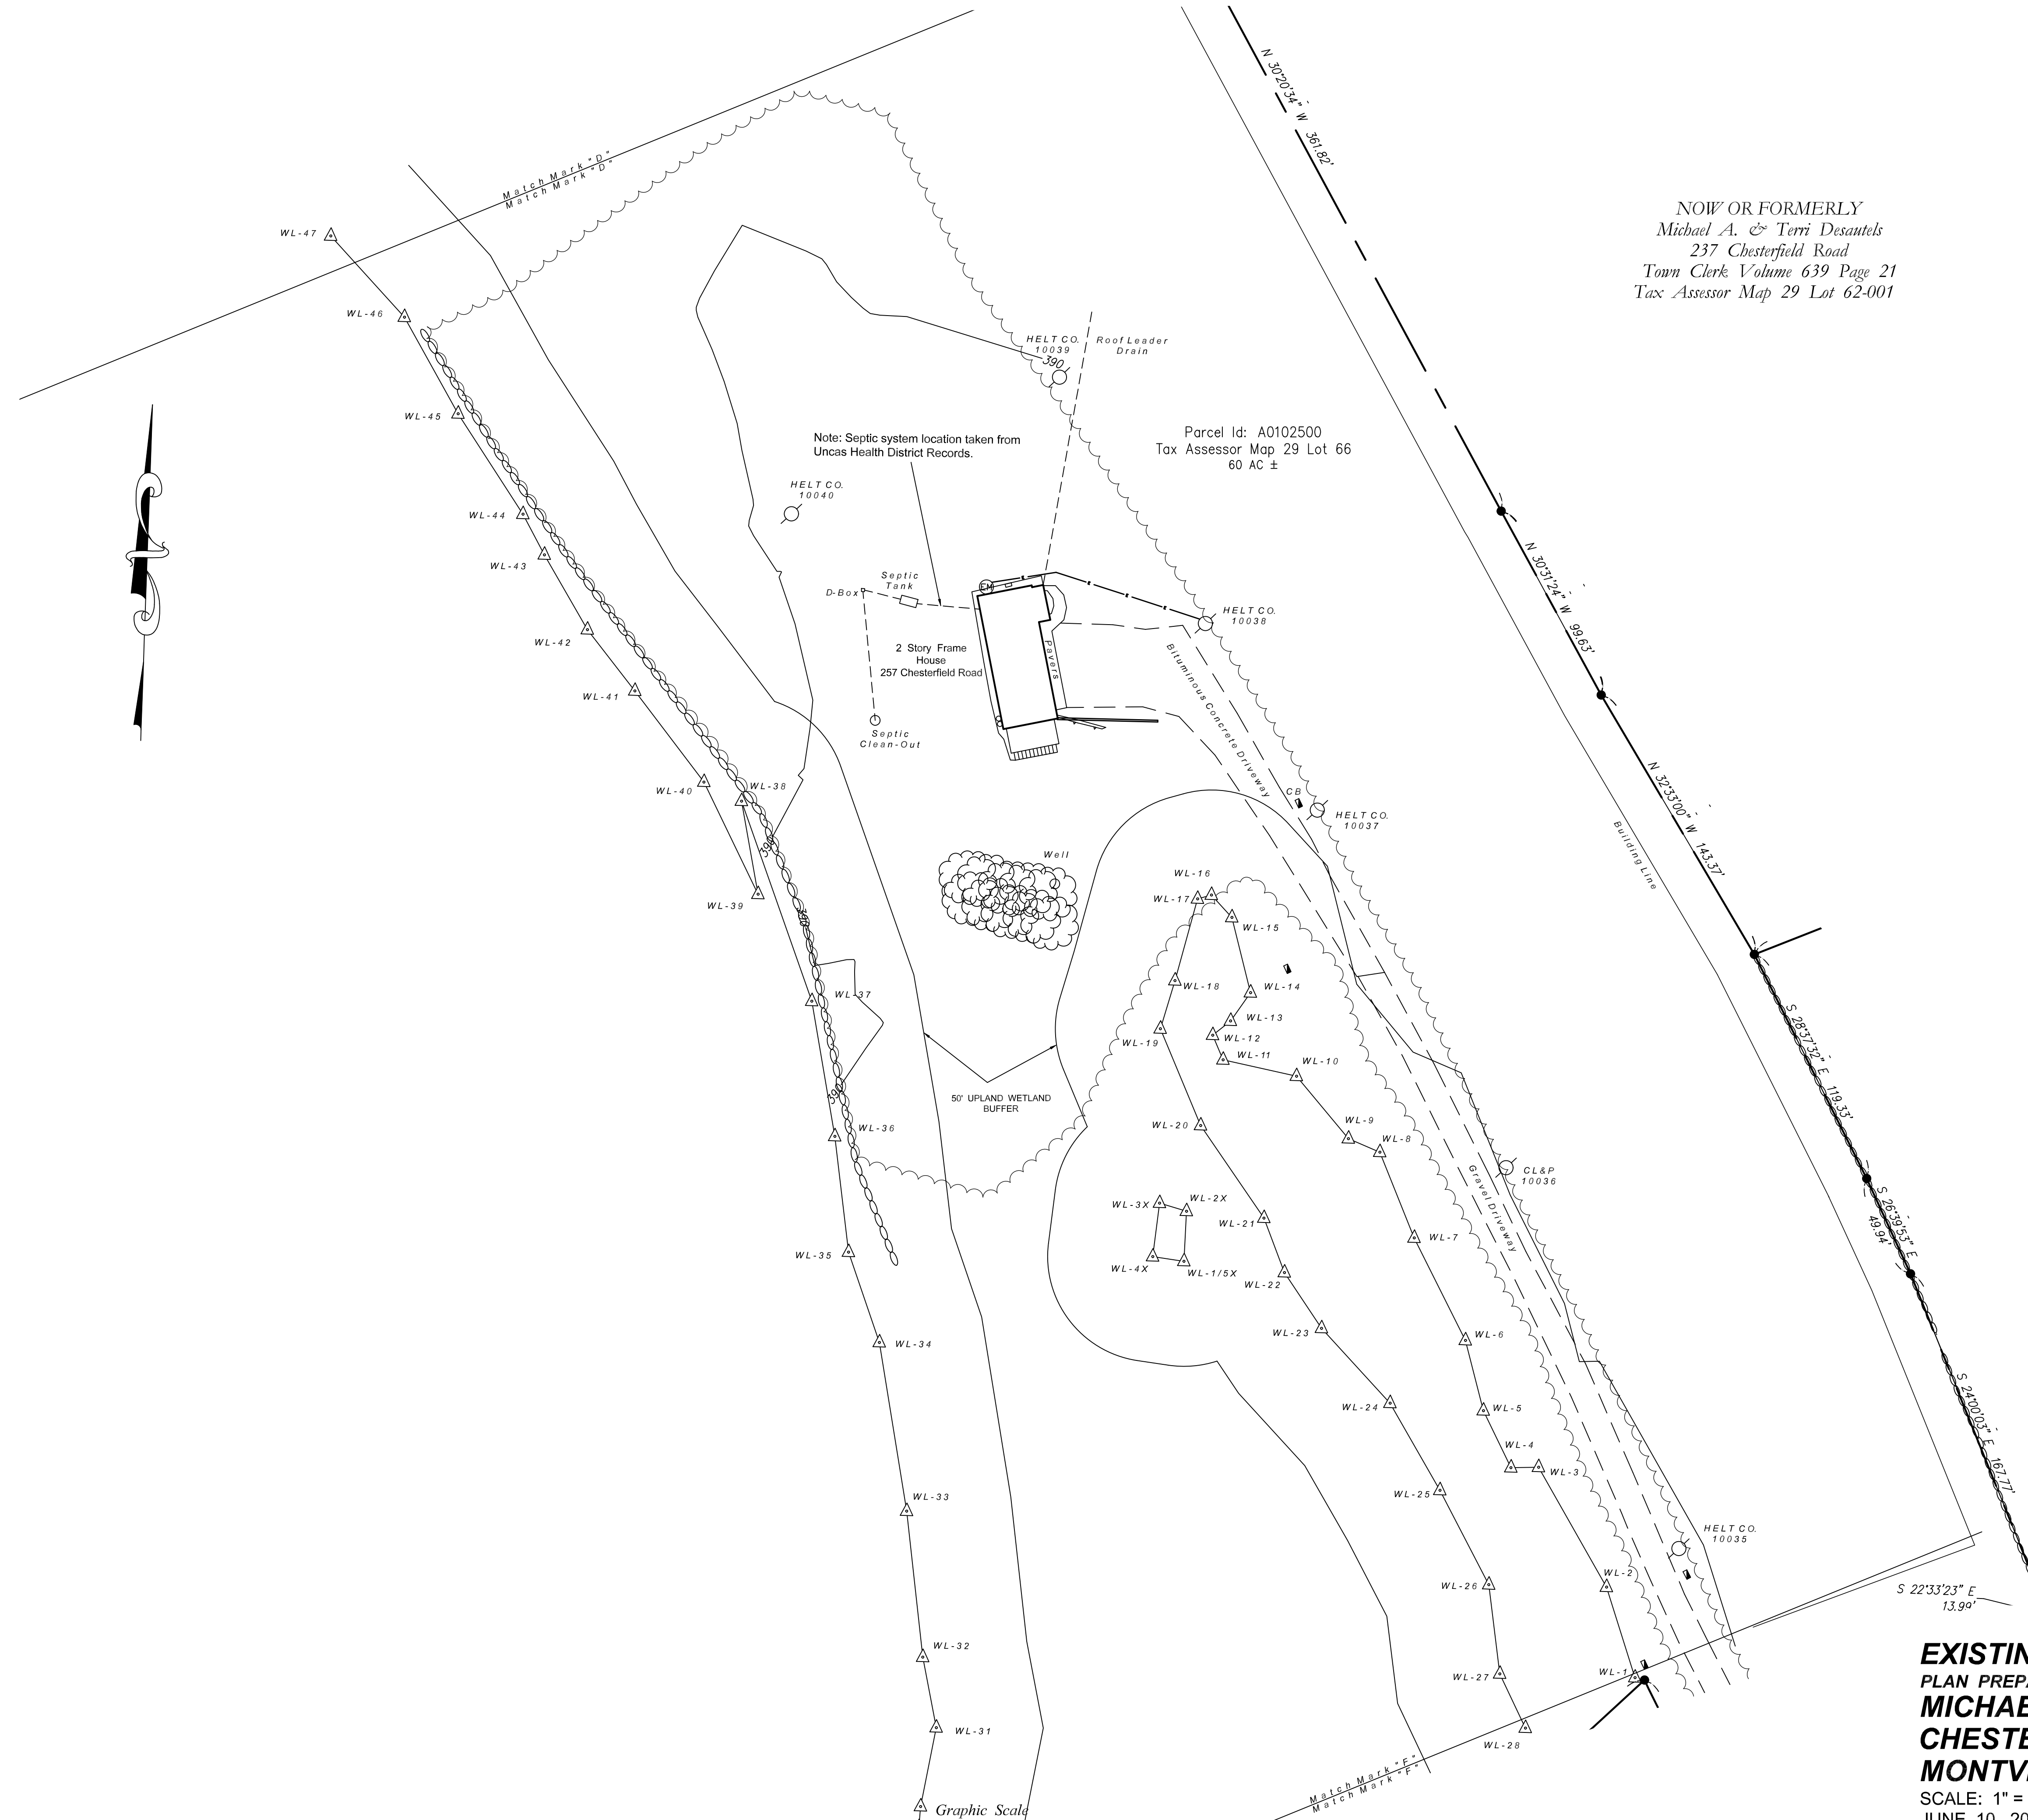 N 30°20'34" W 361.82'
NOW OR FORMERLY
Michael A. & Terri Desautels
237 Chesterfield Road
Town Clerk Volume 639 Page 21
Tax Assessor Map 29 Lot 62-001
Match Mark "D"
Match Mark "D"
WL-47
WL-46
WL-45
WL-44
WL-43
WL-42
WL-41
WL-40
WL-38
WL-39
390
390
390
WL-37
WL-36
WL-35
WL-34
WL-33
WL-32
WL-31
Graphic Scale
HELT CO.
10039
390
Roof Leader
Drain
Parcel Id: A0102500
Tax Assessor Map 29 Lot 66
60 AC ±
Note: Septic system location taken from
Uncas Health District Records.
HELT CO.
10040
Septic
Tank
D-Box
EM
2 Story Frame
House
257 Chesterfield Road
Pavers
Septic
Clean-Out
HELT CO.
10038
Bituminous Concrete Driveway
CB
HELT CO.
10037
Well
N 30°31'24" W 99.63'
N 32°33'00" W 143.37'
Building Line
S 28°37'32" E 119.33'
S 26°39'53" E
49.94'
S 24°00'03" E 167.77'
S 22°33'23" E
13.99'
WL-16
WL-17
WL-15
WL-18
WL-14
WL-13
WL-12
WL-19
WL-11
WL-10
50' UPLAND WETLAND
BUFFER
WL-9
WL-8
WL-20
WL-3X
WL-2X
WL-21
WL-7
WL-4X
WL-1/5X
WL-22
WL-23
WL-6
WL-24
WL-5
WL-4
WL-3
WL-25
WL-26
WL-2
WL-27
WL-1
WL-28
Gravel Driveway
CL&P
10036
HELT CO.
10035
Match Mark "F"
Match Mark "F"
EXISTIN
PLAN PREPA
MICHAE
CHESTE
MONTV
SCALE: 1" =
JUNE 10, 20